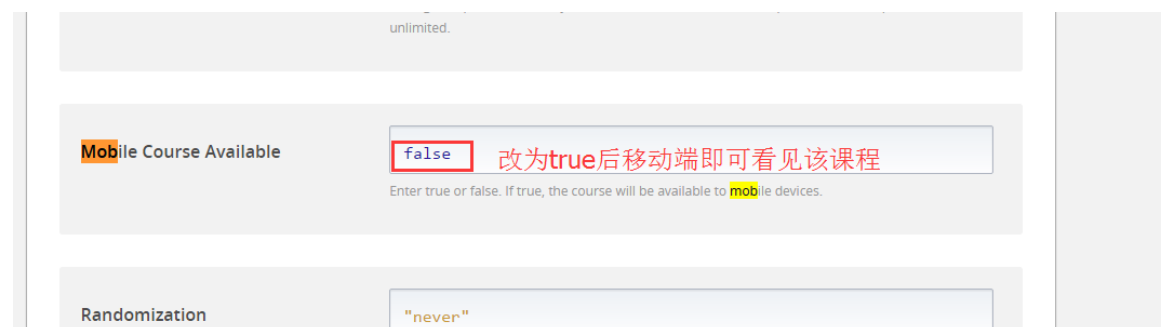 unlimited.
Mobile Course Available
false 改为true后移动端即可看见该课程
Enter true or false. If true, the course will be available to mobile devices.
Randomization
"never"